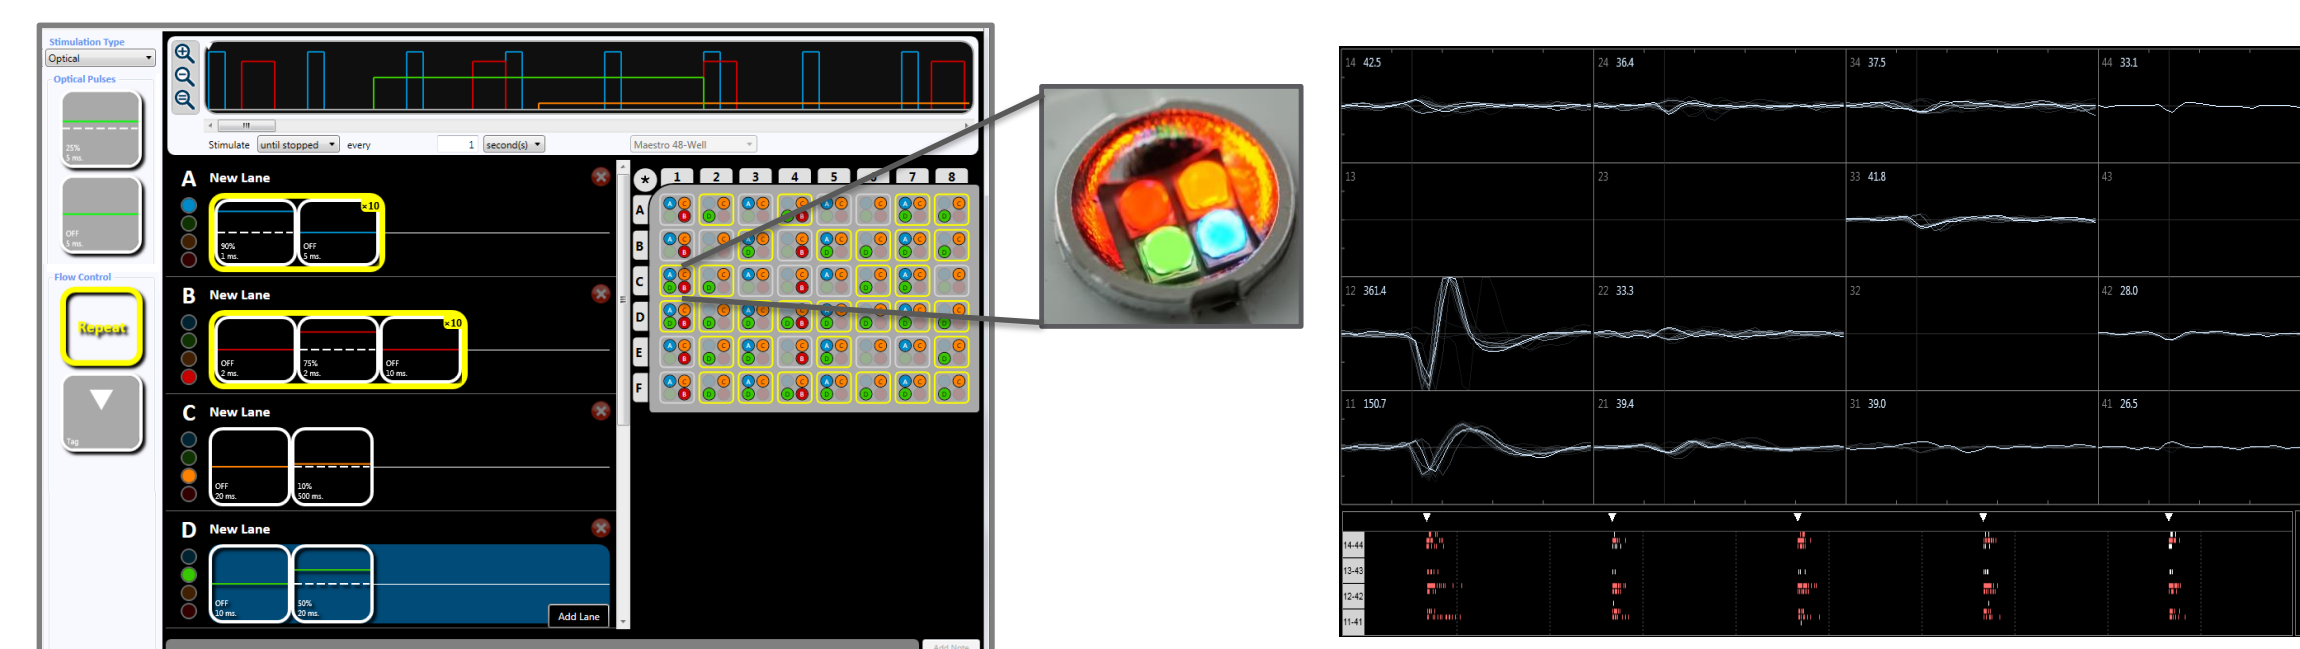 Stimulation Type
Optical
Optical Pulses
25%
5 ms.
OFF
5 ms.
Flow Control
Repeat
Tag
Stimulate until stopped every 1 second(s)
Maestro 48-Well
A New Lane
×10
90%
1 ms.
OFF
5 ms.
B New Lane
×10
OFF
2 ms.
75%
2 ms.
OFF
10 ms.
C New Lane
OFF
20 ms.
10%
500 ms.
D New Lane
OFF
10 ms.
50%
20 ms.
Add Lane
Add Note
* 1 2 3 4 5 6 7 8
A
B
C
D
E
F
14 42.5 24 36.4 34 37.5 44 33.1
13 23 33 41.8 43
12 361.4 22 33.3 32 42 28.0
11 150.7 21 39.4 31 39.0 41 26.5
14-44
13-43
12-42
11-41